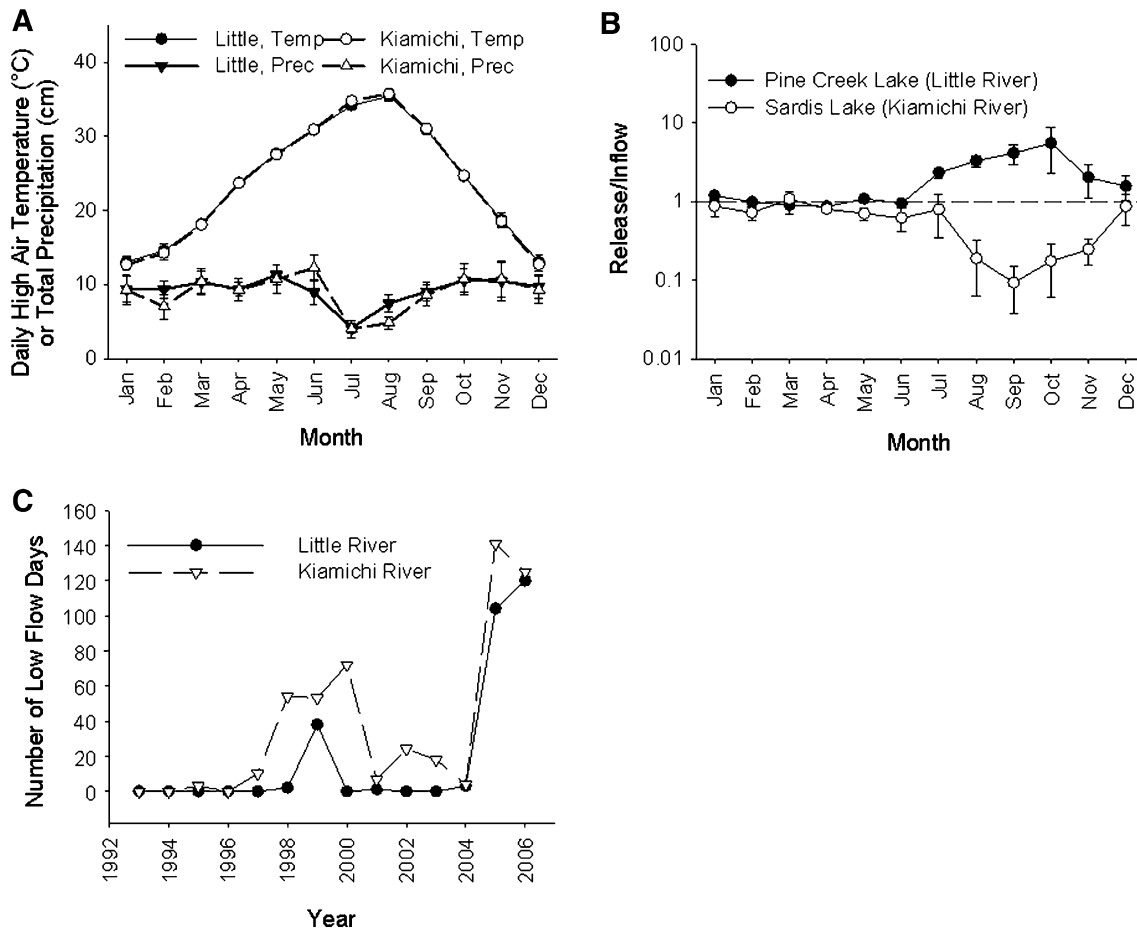 A
Daily High Air Temperature (°C)
or Total Precipitation (cm)
Little, Temp
Kiamichi, Temp
Little, Prec
Kiamichi, Prec
40
30
20
10
0
Jan
Feb
Mar
Apr
May
Jun
Jul
Aug
Sep
Oct
Nov
Dec
Month
B
Release/Inflow
Pine Creek Lake (Little River)
Sardis Lake (Kiamichi River)
100
10
1
0.1
0.01
Jan
Feb
Mar
Apr
May
Jun
Jul
Aug
Sep
Oct
Nov
Dec
Month
C
Number of Low Flow Days
Little River
Kiamichi River
160
140
120
100
80
60
40
20
0
1992
1994
1996
1998
2000
2002
2004
2006
Year